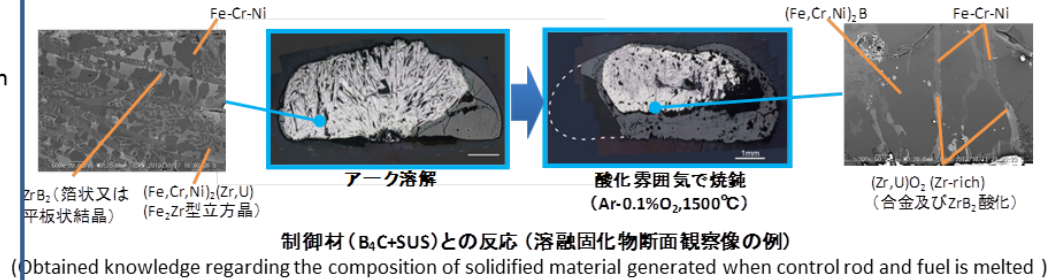 Fe-Cr-Ni
(Fe,Cr,Ni)₂B
Fe-Cr-Ni
1mm
ZrB₂(箔状又は
平板状結晶)
(Fe,Cr,Ni)₂(Zr,U)
(Fe₂Zr型立方晶)
アーク溶解
酸化雰囲気で焼鈍
(Ar-0.1%O₂,1500℃)
(Zr,U)O₂ (Zr-rich)
(合金及びZrB₂酸化)
制御材(B₄C+SUS)との反応(溶融固化物断面観察像の例)
(Obtained knowledge regarding the composition of solidified material generated when control rod and fuel is melted )